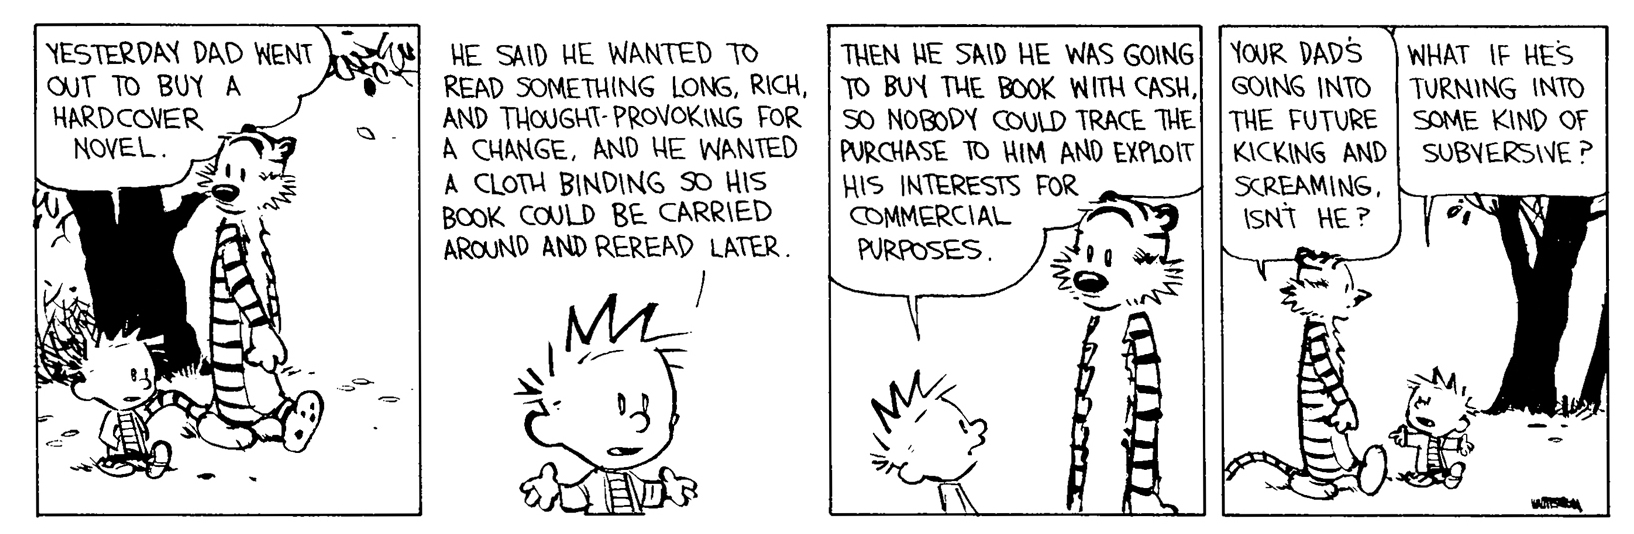 YESTERDAY DAD WENT
OUT TO BUY A
HARDCOVER
NOVEL.
HE SAID HE WANTED TO
READ SOMETHING LONG, RICH,
AND THOUGHT-PROVOKING FOR
A CHANGE, AND HE WANTED
A CLOTH BINDING SO HIS
BOOK COULD BE CARRIED
AROUND AND REREAD LATER.
THEN HE SAID HE WAS GOING
TO BUY THE BOOK WITH CASH,
SO NOBODY COULD TRACE THE
PURCHASE TO HIM AND EXPLOIT
HIS INTERESTS FOR
COMMERCIAL
PURPOSES.
YOUR DAD'S
GOING INTO
THE FUTURE
KICKING AND
SCREAMING,
ISN'T HE?
WHAT IF HE'S
TURNING INTO
SOME KIND OF
SUBVERSIVE?
WATTERSON